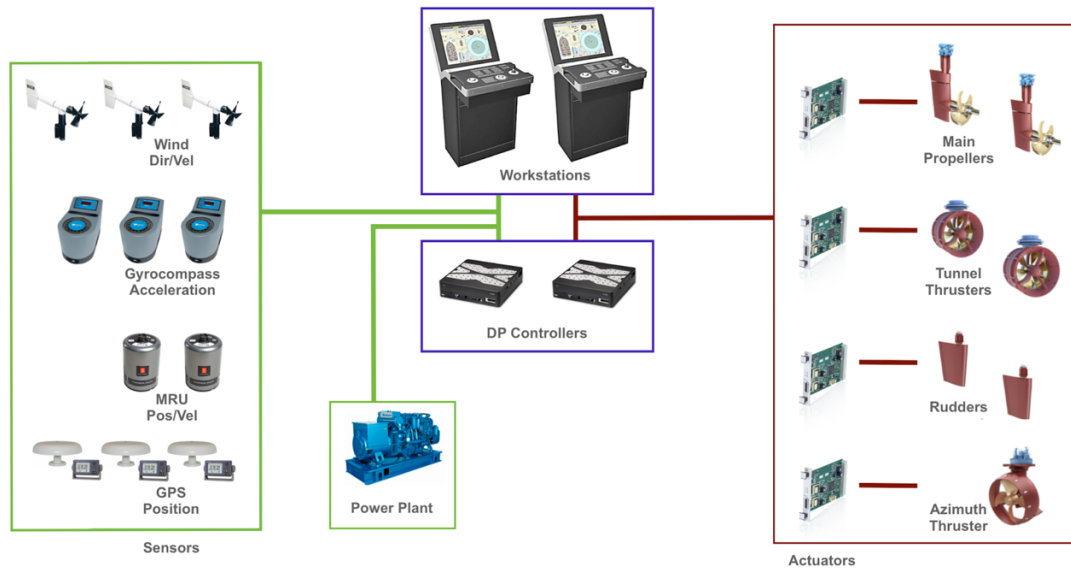 Wind
Dir/Vel
Gyrocompass
Acceleration
MRU
Pos/Vel
GPS
Position
Sensors
Workstations
DP Controllers
Power Plant
Main
Propellers
Tunnel
Thrusters
Rudders
Azimuth
Thruster
Actuators